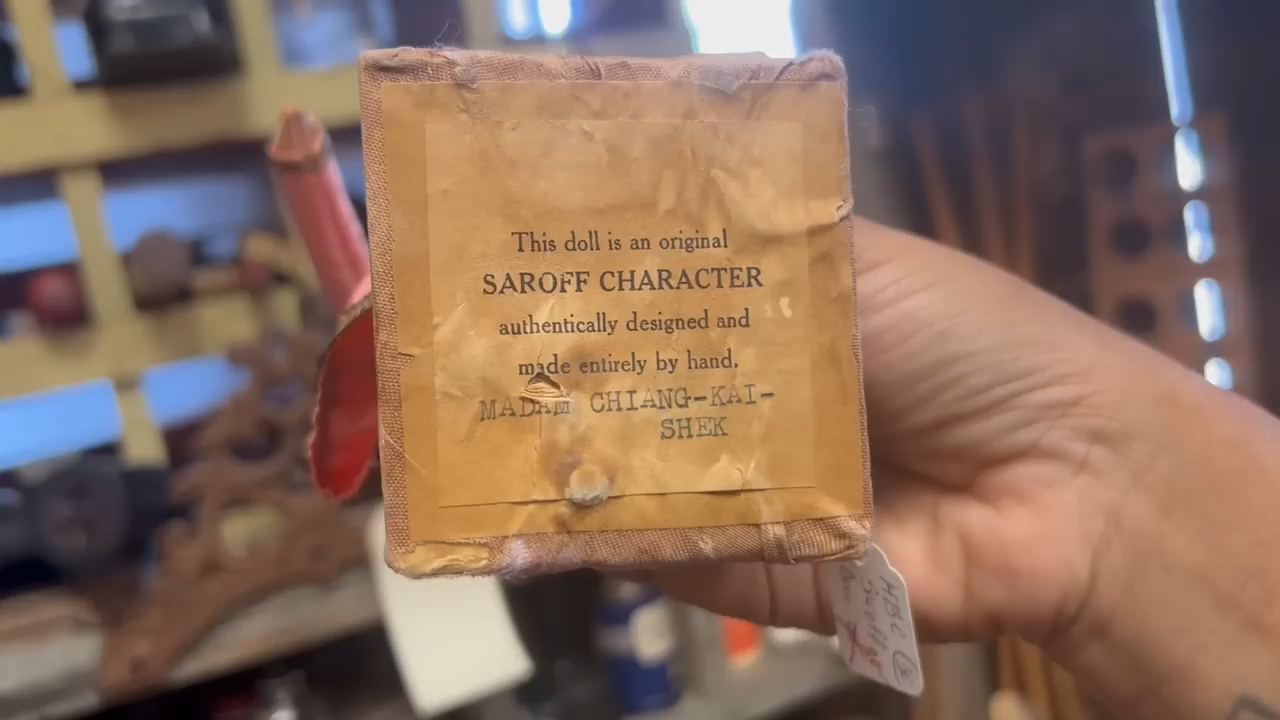 This doll is an original
SAROFF CHARACTER
authentically designed and
made entirely by hand.
MADAM CHIANG-KAI-
SHEK